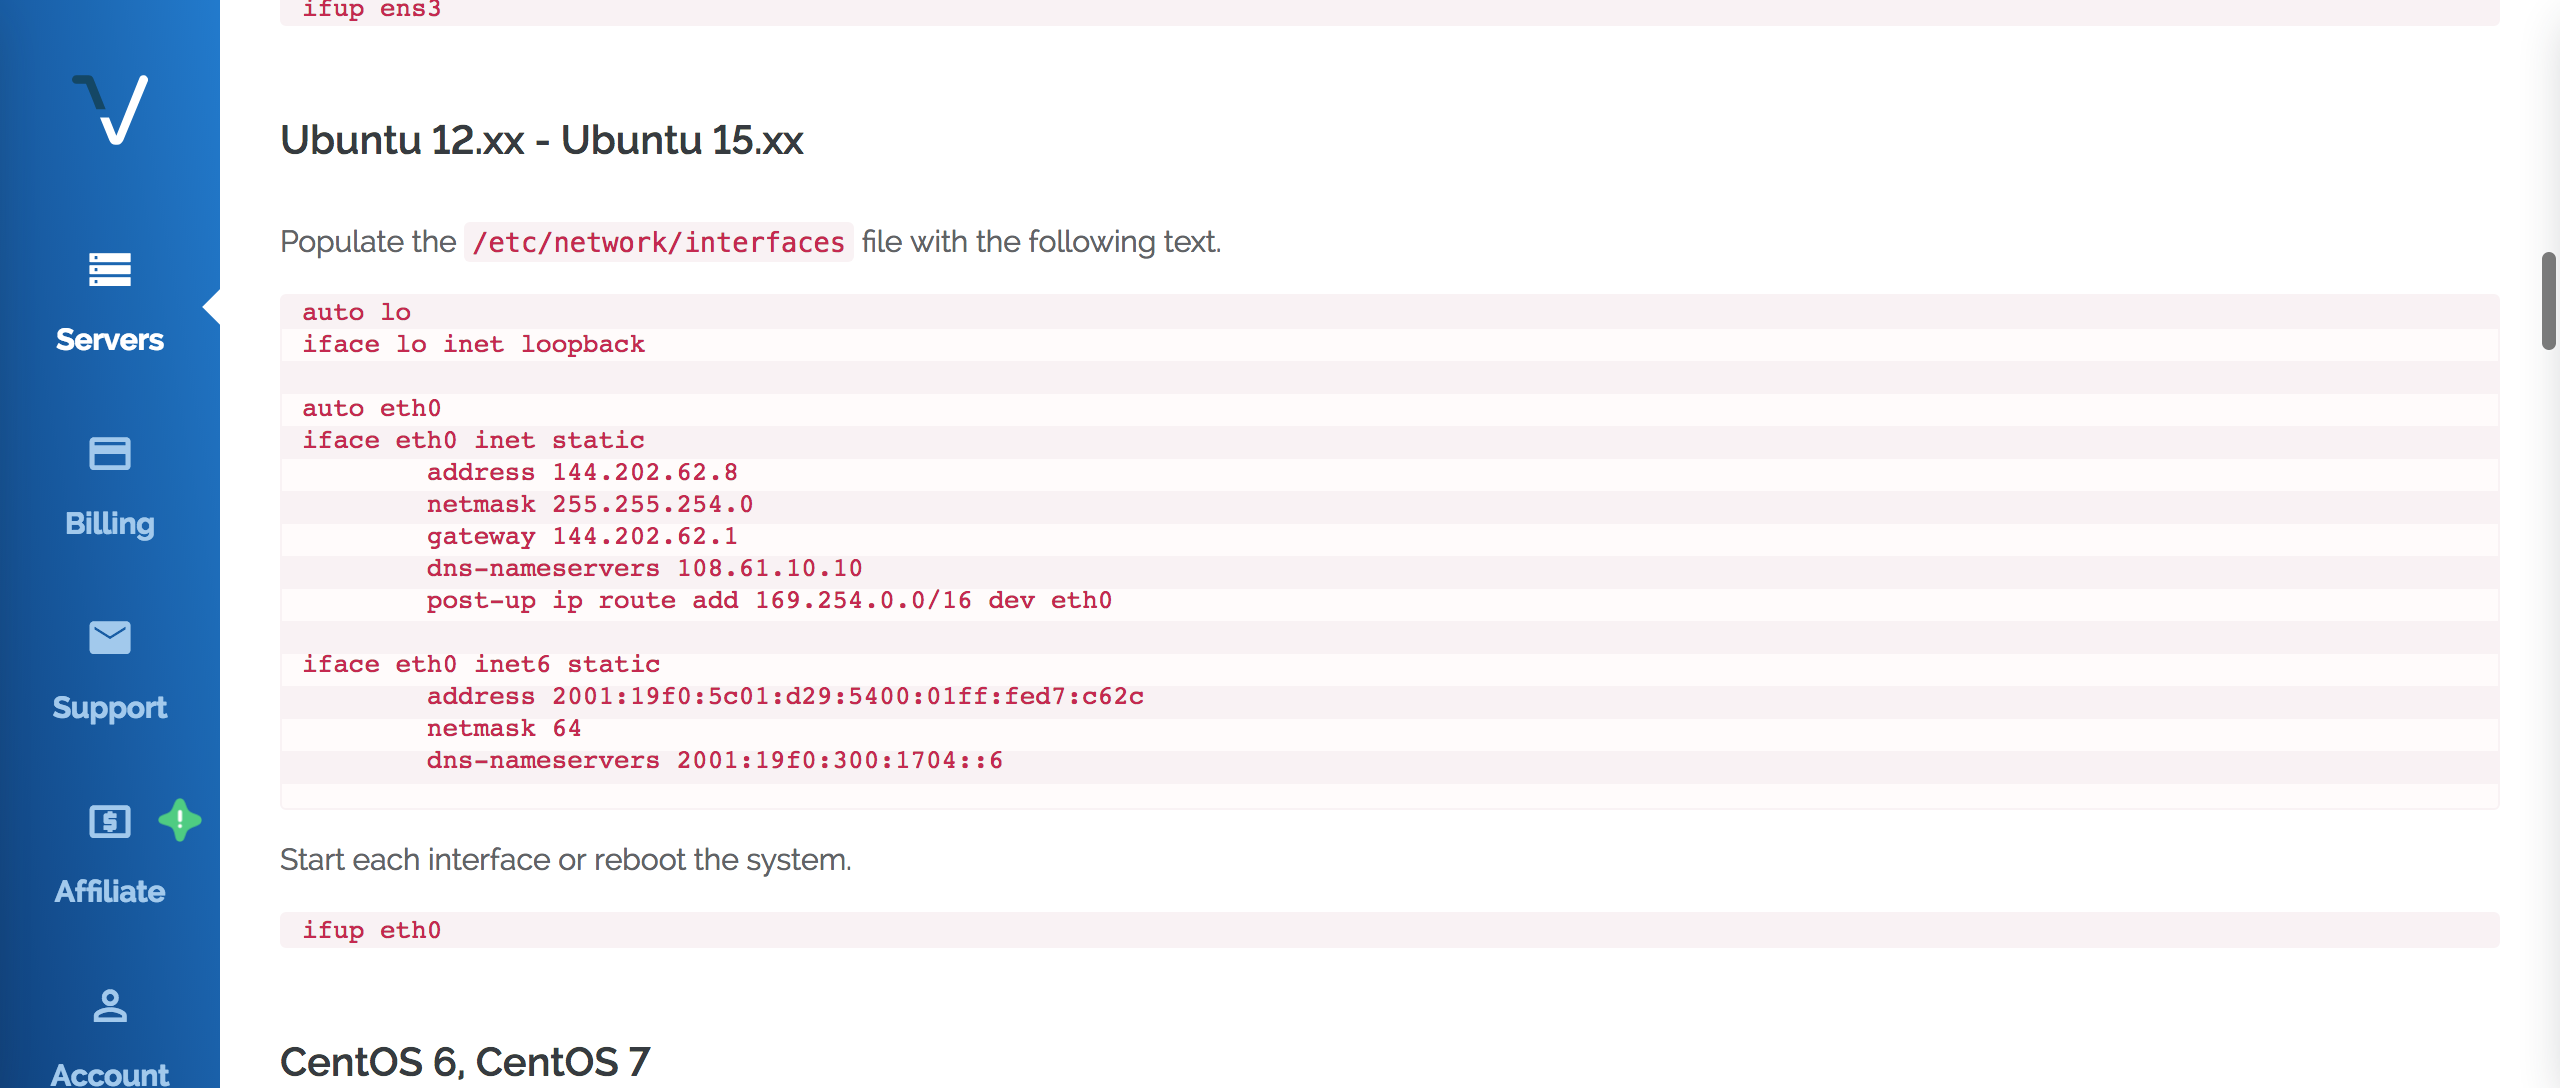 ifup ens3
Ubuntu 12.xx - Ubuntu 15.xx
Populate the /etc/network/interfaces file with the following text.
auto lo
iface lo inet loopback
auto eth0
iface eth0 inet static
address 144.202.62.8
netmask 255.255.254.0
gateway 144.202.62.1
dns-nameservers 108.61.10.10
post-up ip route add 169.254.0.0/16 dev eth0
iface eth0 inet6 static
address 2001:19f0:5c01:d29:5400:01ff:fed7:c62c
netmask 64
dns-nameservers 2001:19f0:300:1704::6
Start each interface or reboot the system.
ifup eth0
CentOS 6, CentOS 7
Servers
Billing
Support
Affiliate
Account